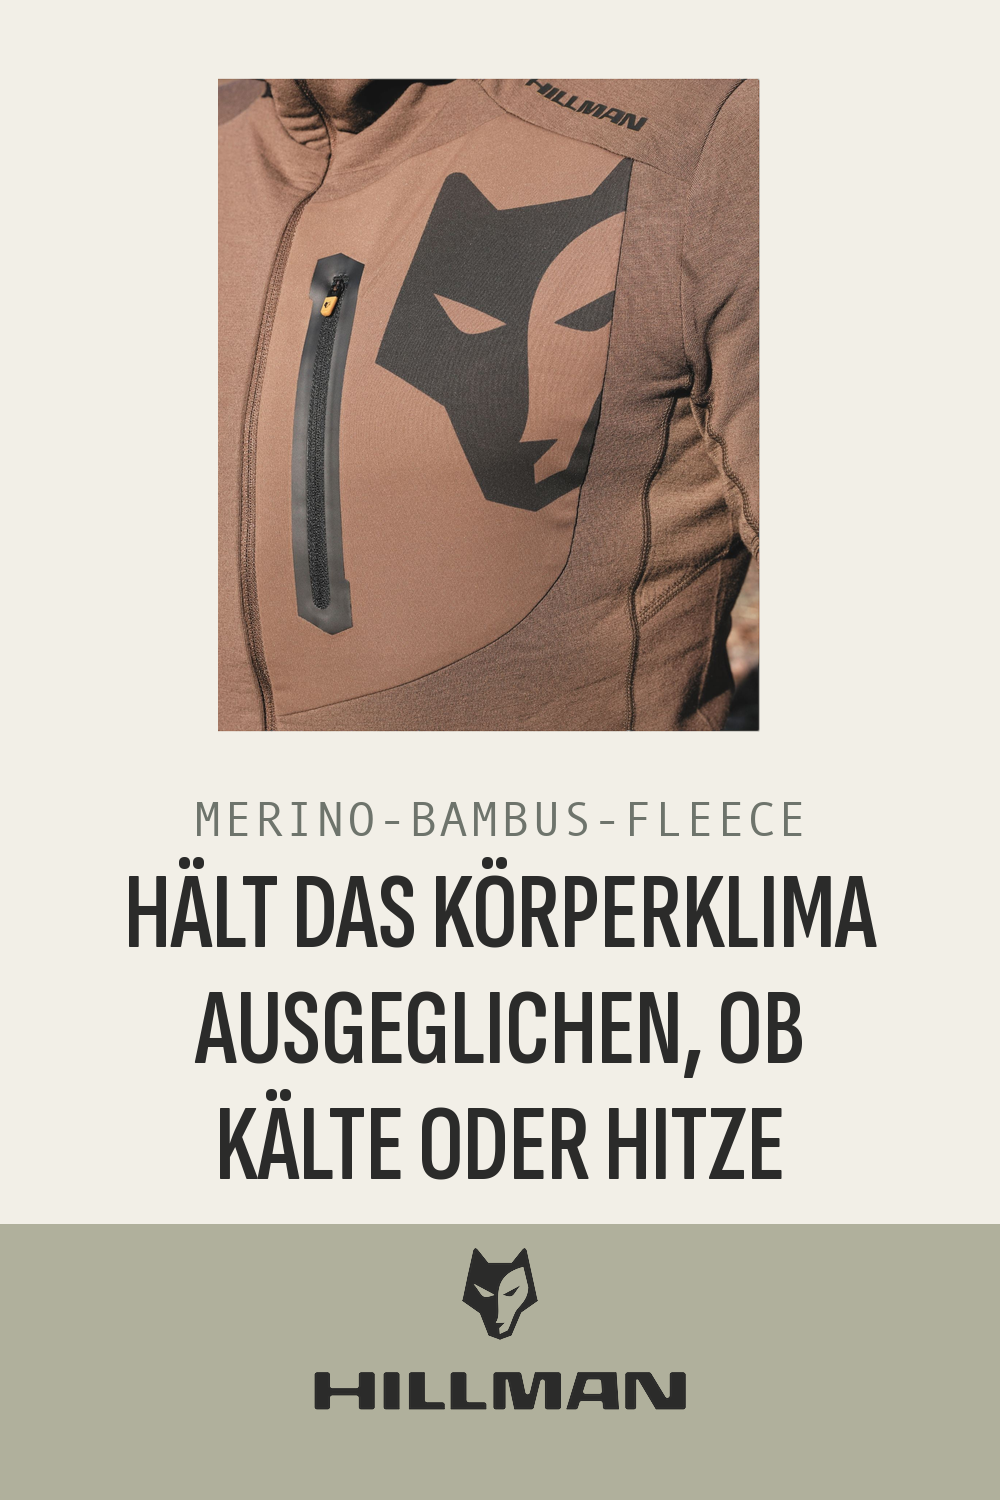 HILLMAN
MERINO-BAMBUS-FLEECE
HÄLT DAS KÖRPERKLIMA
AUSGEGLICHEN, OB
KÄLTE ODER HITZE
HILLMAN